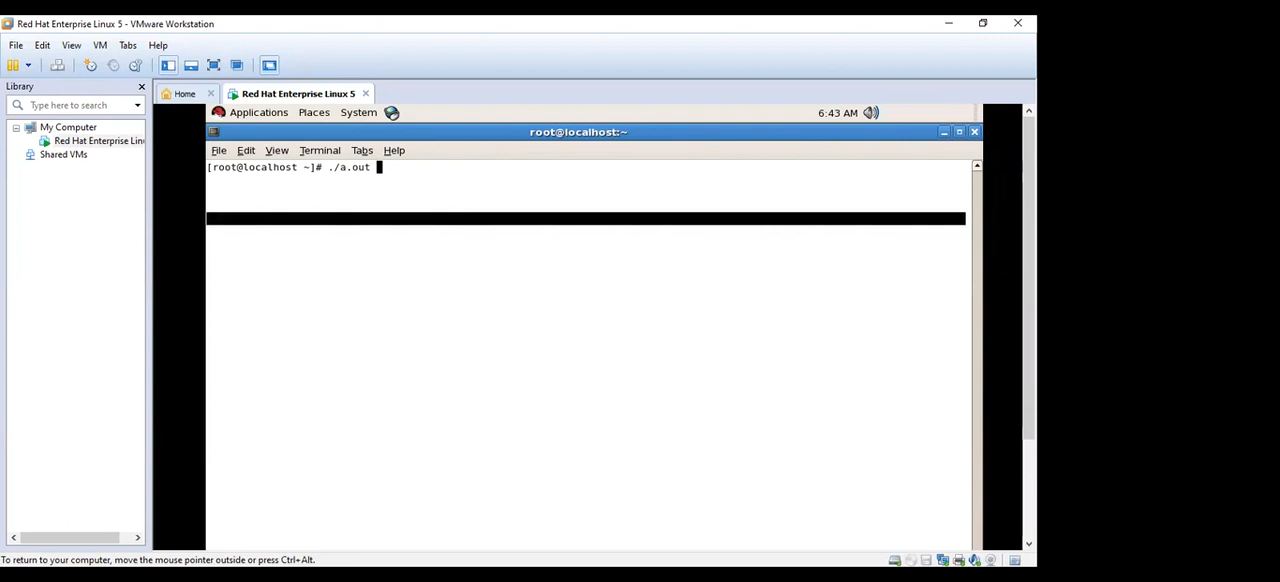 Red Hat Enterprise Linux 5 - VMware Workstation
File Edit View VM Tabs Help
Library
Home
Red Hat Enterprise Linux 5
Type here to search
Applications Places System
6:43 AM
My Computer
root@localhost:~
Red Hat Enterprise Lin
File Edit View Terminal Tabs Help
Shared VMs
[root@localhost ~]# ./a.out
To return to your computer, move the mouse pointer outside or press Ctrl+Alt.